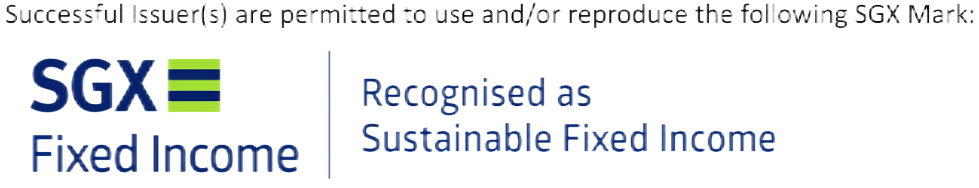 Successful Issuer(s) are permitted to use and/or reproduce the following SGX Mark:
SGX
Fixed Income
Recognised as
Sustainable Fixed Income